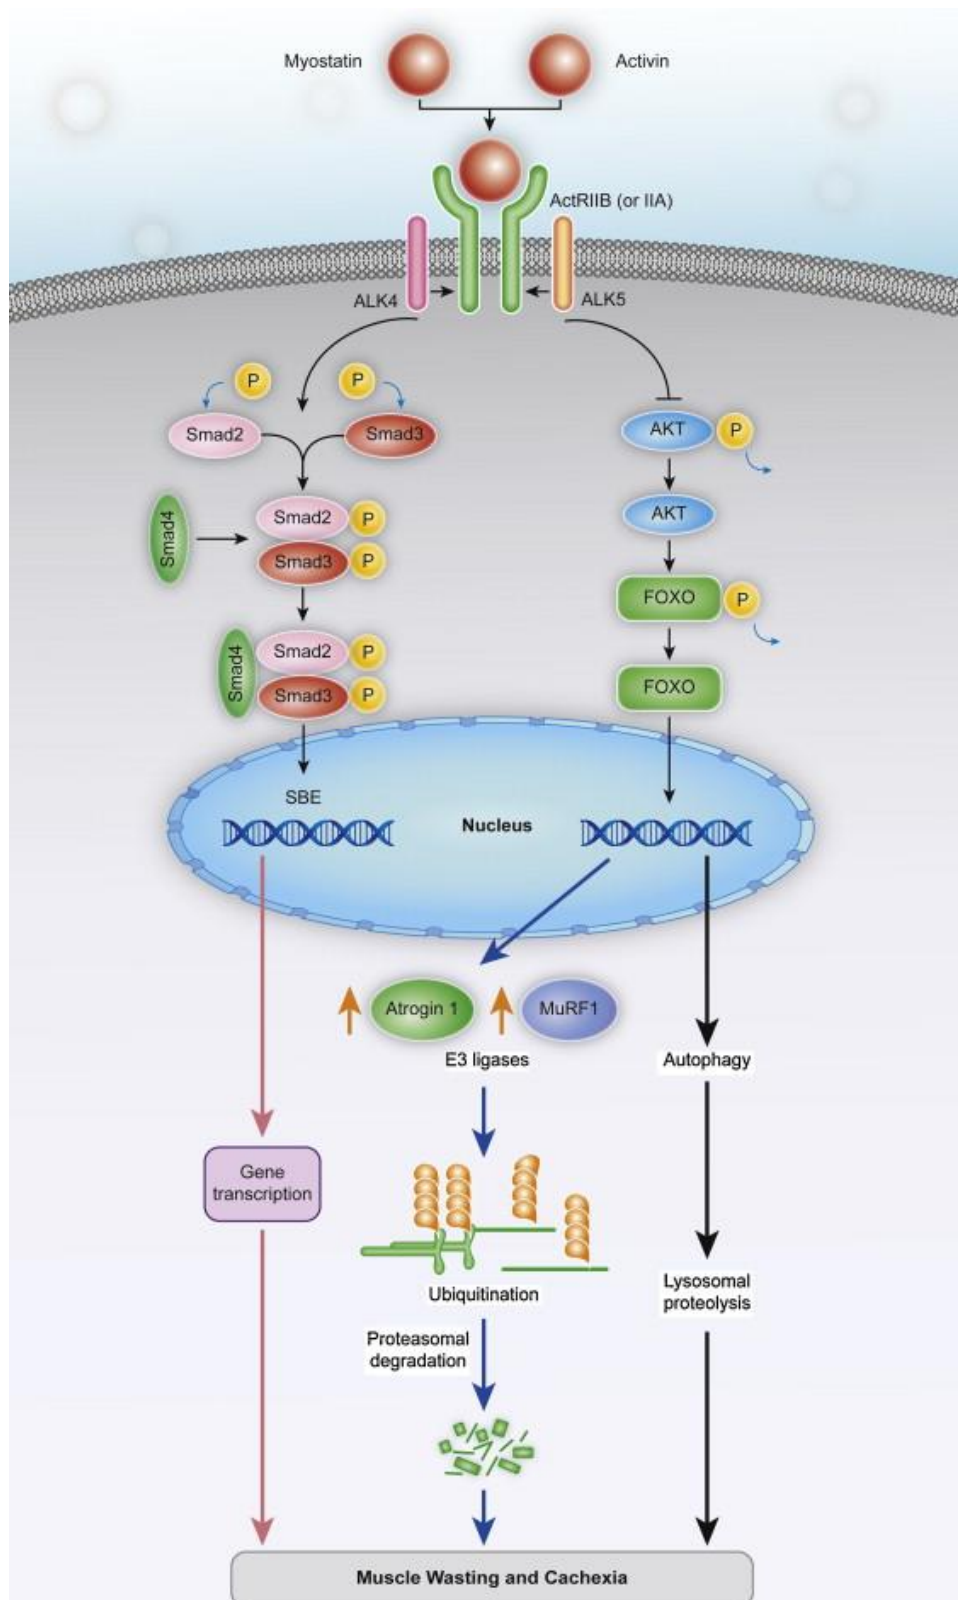 Myostatin
Activin
ActRIIB (or IIA)
ALK4
ALK5
P
P
Smad2
Smad3
AKT
P
Smad4
Smad2
P
Smad3
P
AKT
FOXO
P
Smad4
Smad2
P
Smad3
P
FOXO
SBE
Nucleus
Atrogin 1
MuRF1
E3 ligases
Autophagy
Gene
transcription
Ubiquitination
Lysosomal
proteolysis
Proteasomal
degradation
Muscle Wasting and Cachexia